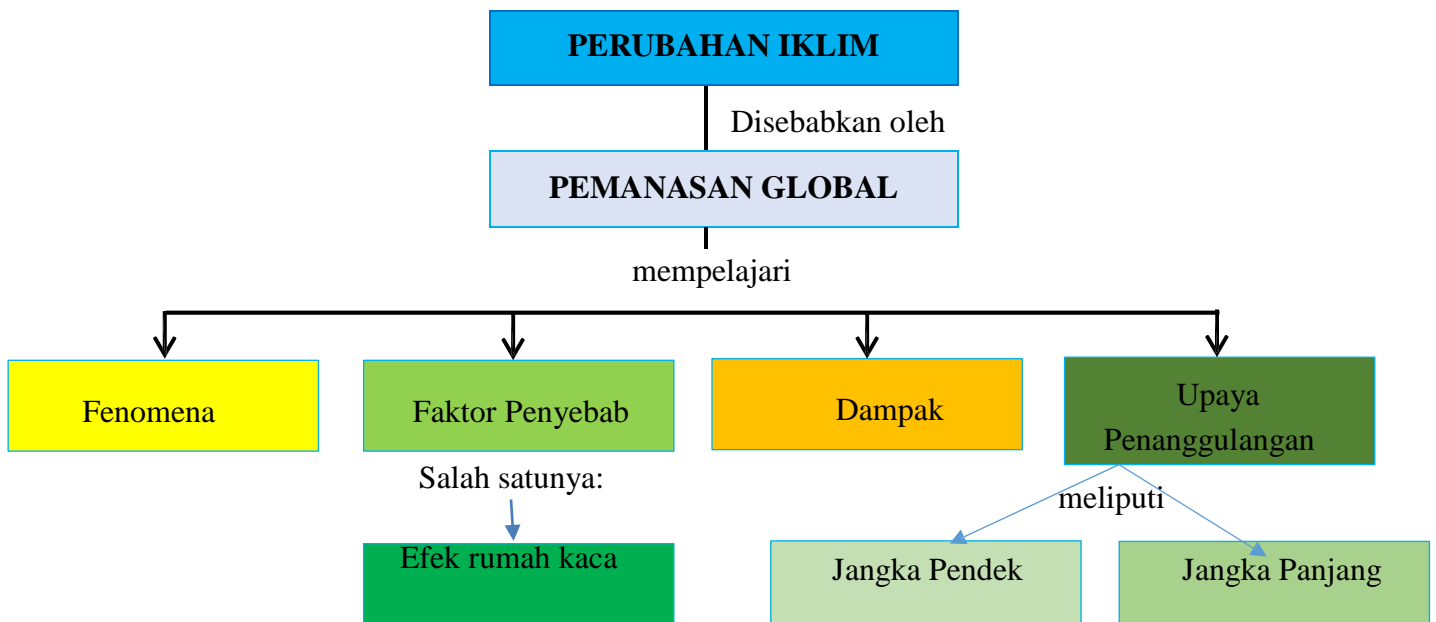 PERUBAHAN IKLIM
Disebabkan oleh
PEMANASAN GLOBAL
mempelajari
Fenomena
Faktor Penyebab
Dampak
Upaya
Penanggulangan
Salah satunya:
meliputi
Efek rumah kaca
Jangka Pendek
Jangka Panjang